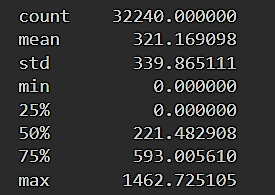 count 32240.000000
mean 321.169098
std 339.865111
min 0.000000
25% 0.000000
50% 221.482908
75% 593.005610
max 1462.725105